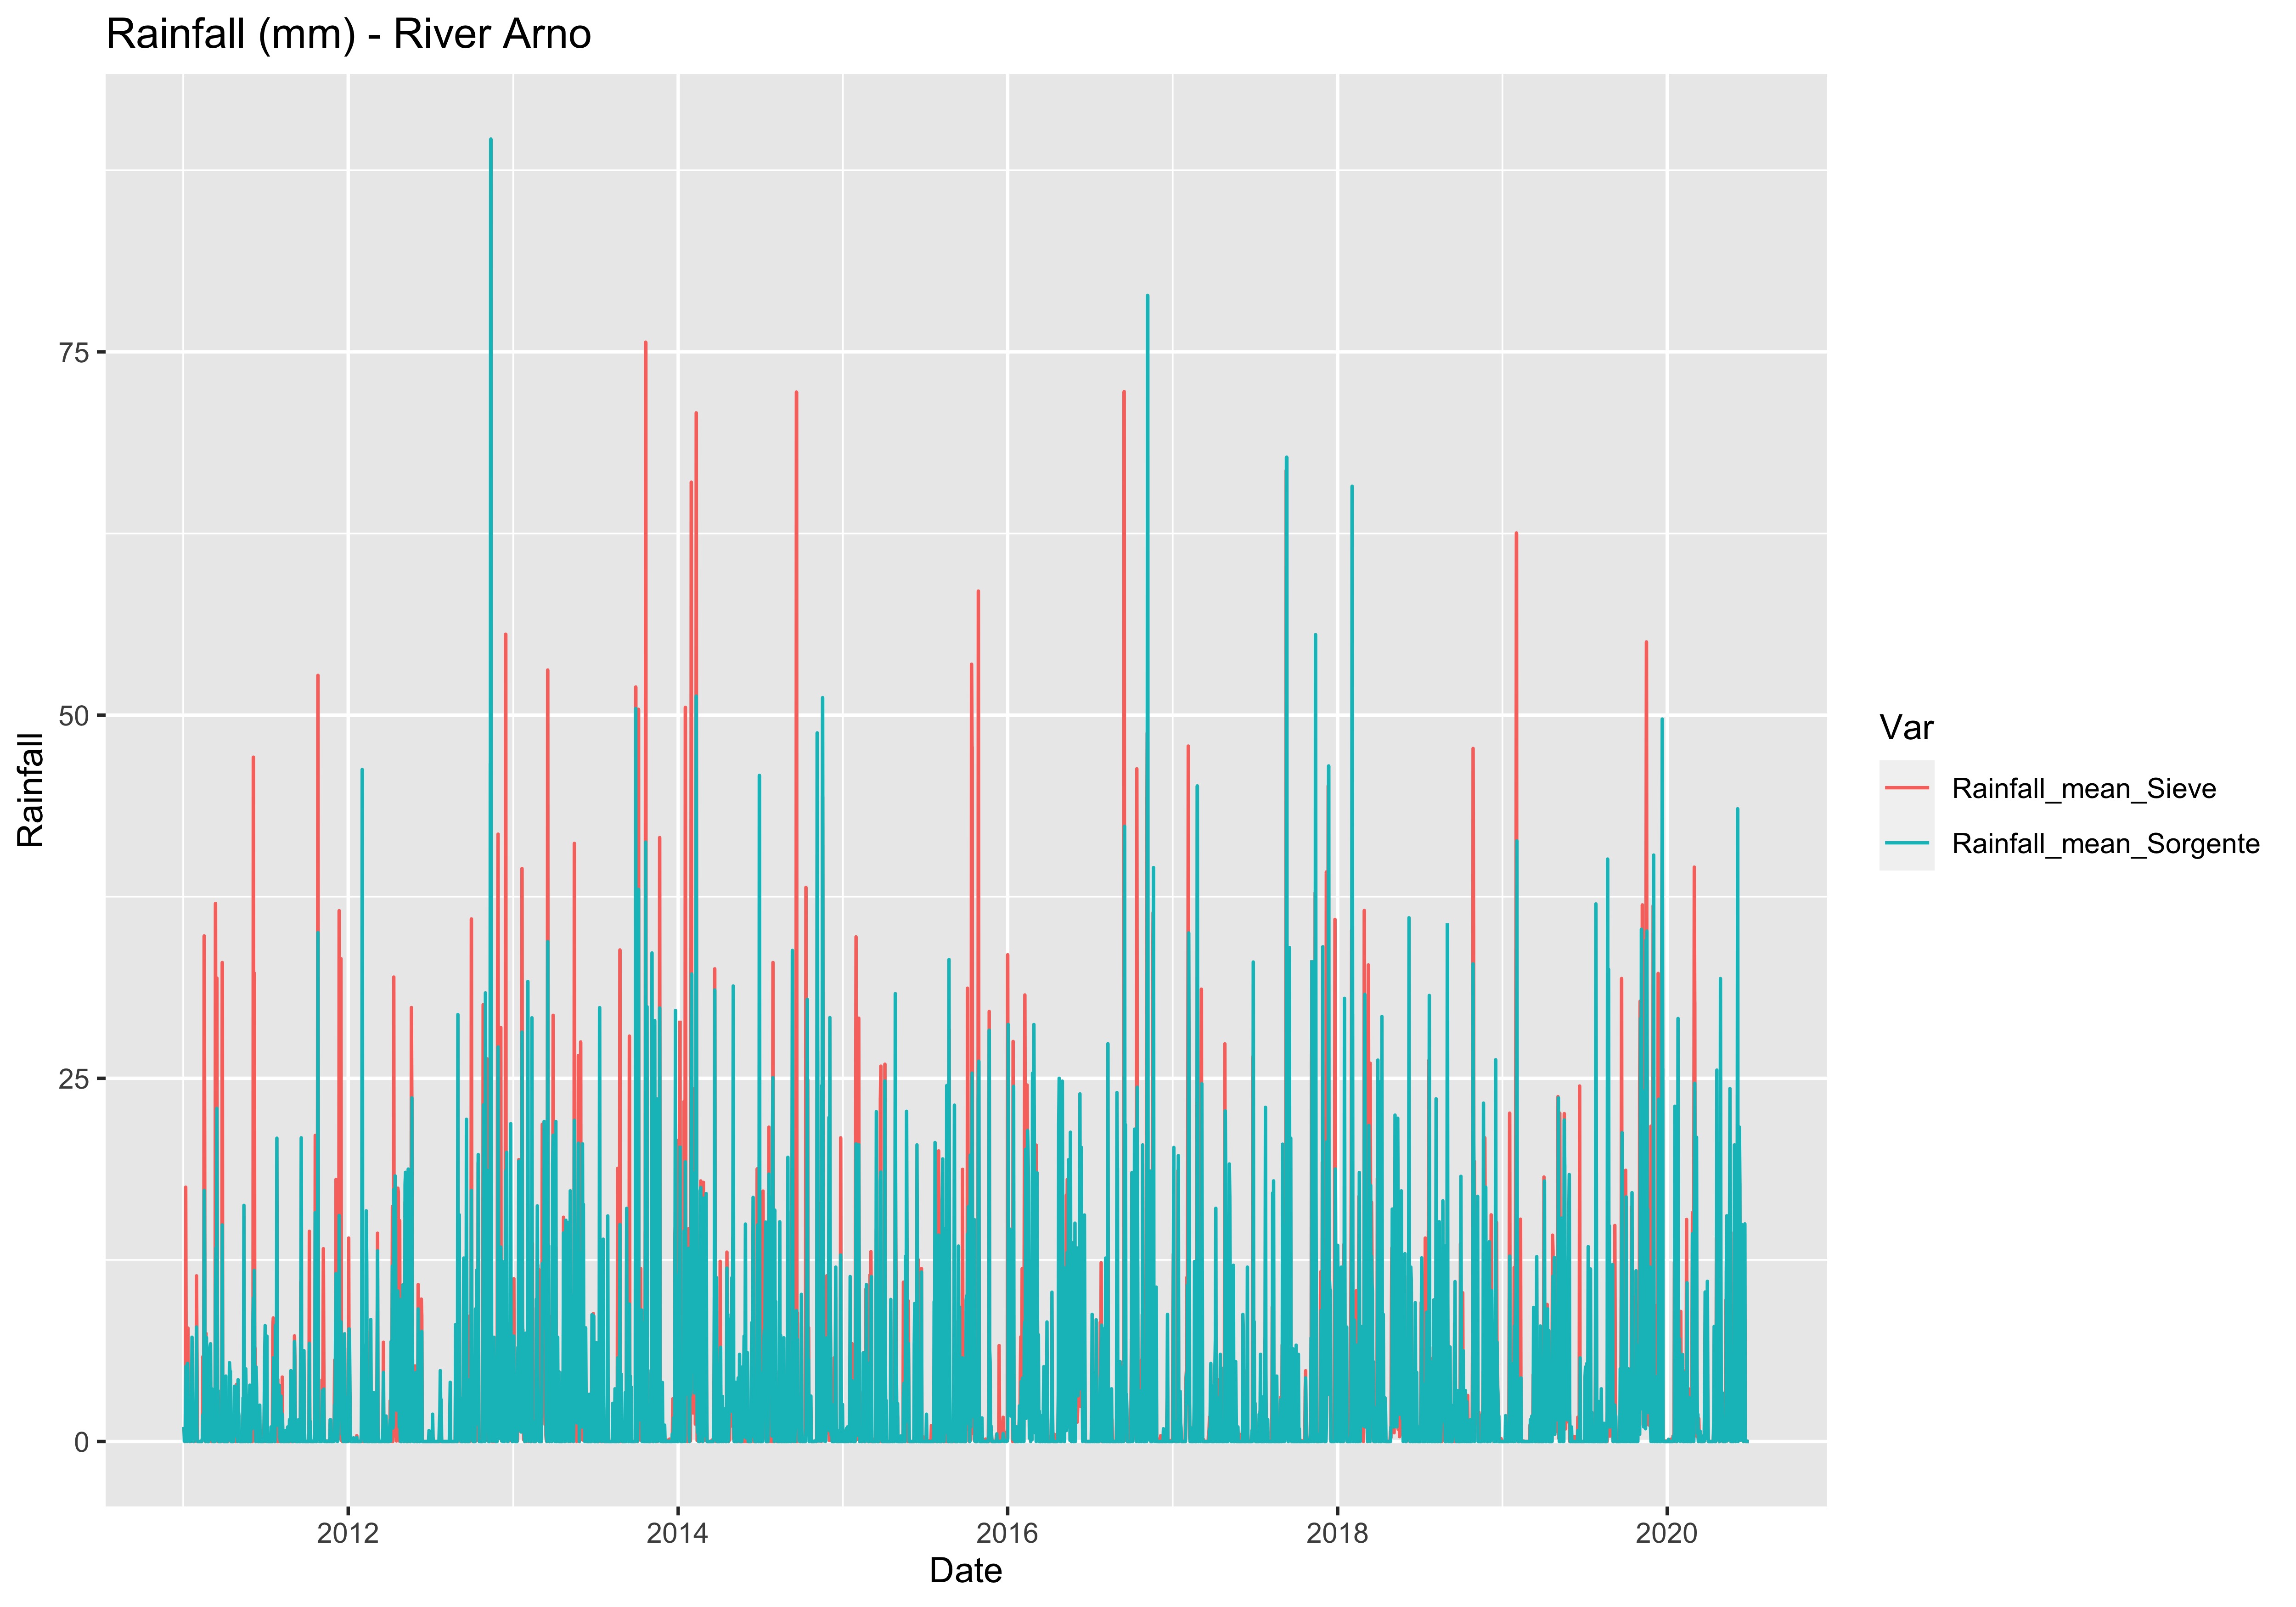 Rainfall (mm) - River Arno
75
50
25
0
Rainfall
2012 2014 2016 2018 2020
Date
Var
Rainfall_mean_Sieve
Rainfall_mean_Sorgente